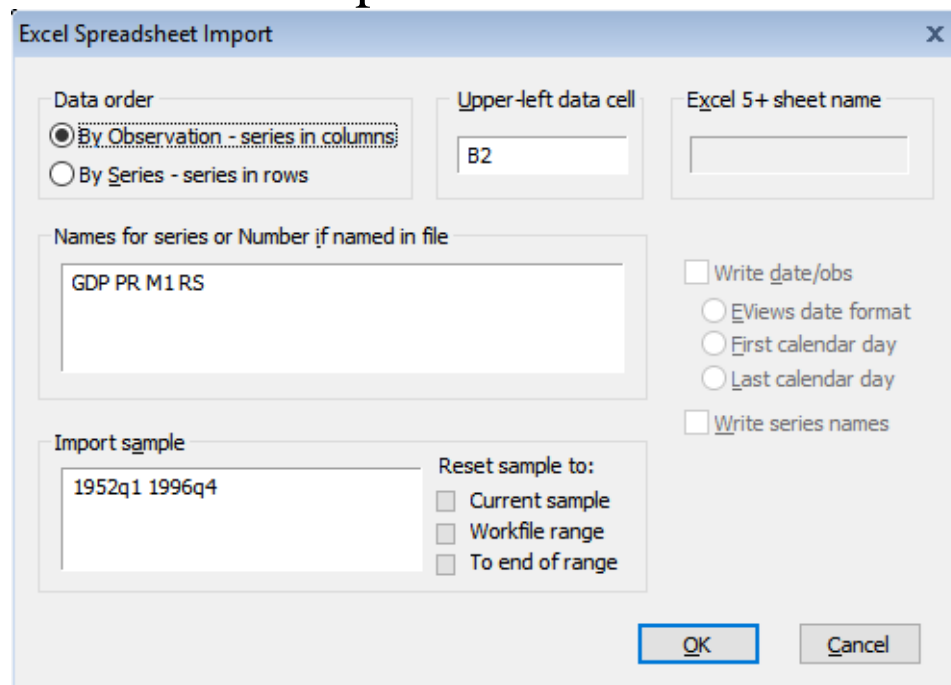 Excel Spreadsheet Import
x
Data order
By Observation - series in columns
By Series - series in rows
Upper-left data cell
B2
Excel 5+ sheet name
Names for series or Number if named in file
GDP PR M1 RS
Write date/obs
EViews date format
First calendar day
Last calendar day
Write series names
Import sample
1952q1 1996q4
Reset sample to:
Current sample
Workfile range
To end of range
OK
Cancel